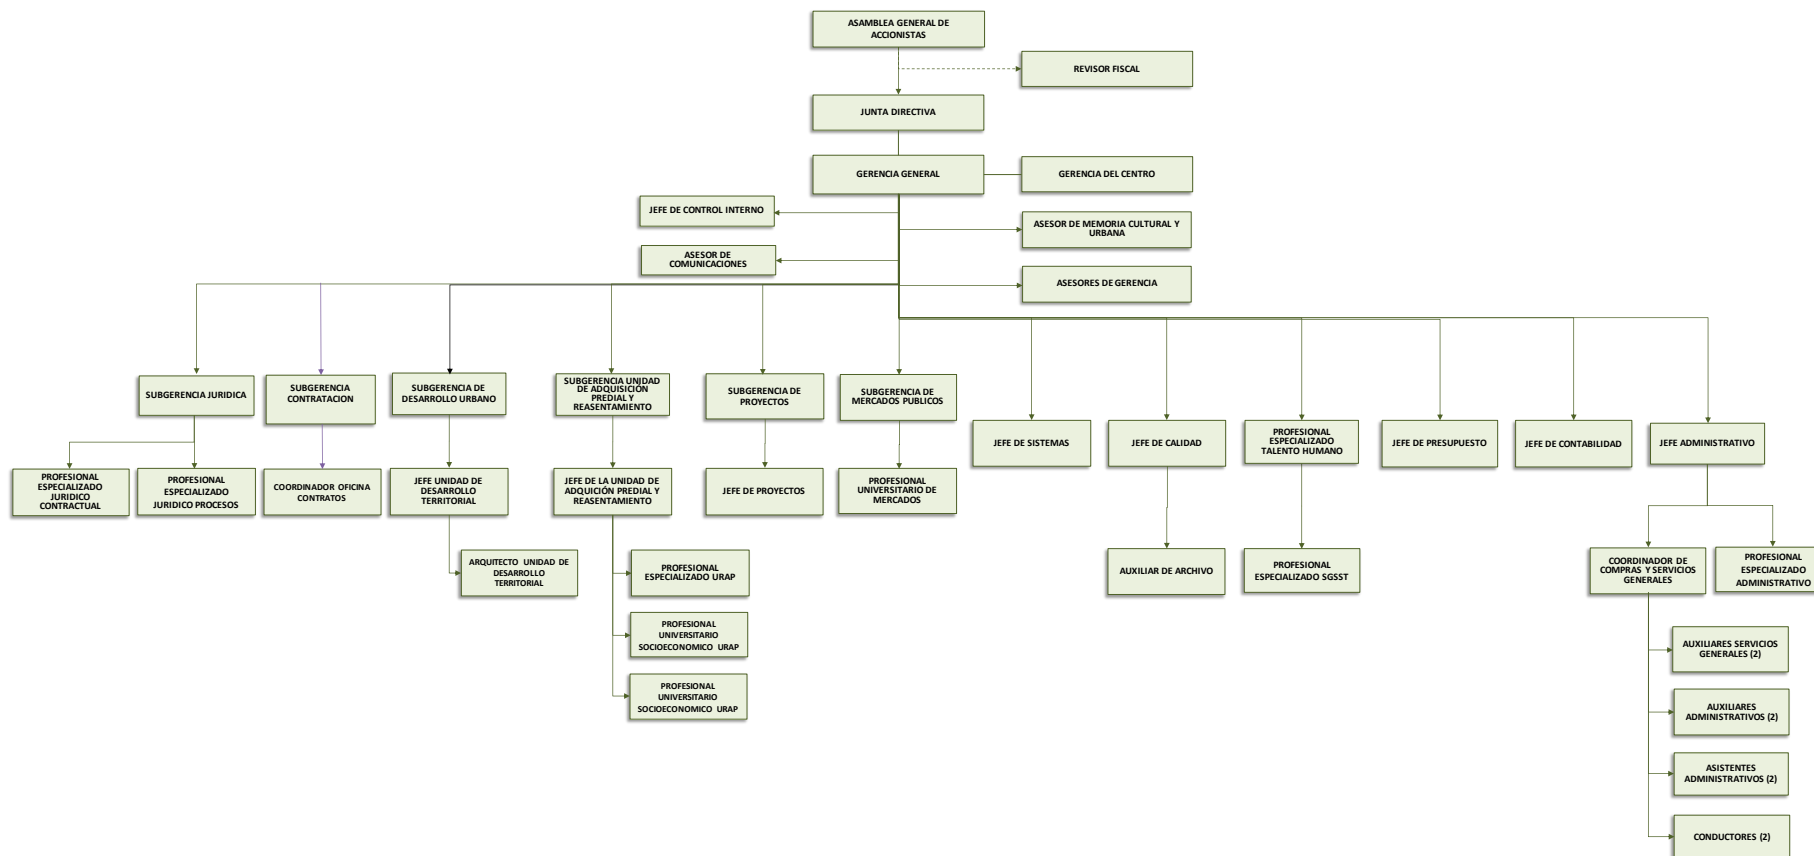 ASAMBLEA GENERAL DE
ACCIONISTAS
REVISOR FISCAL
JUNTA DIRECTIVA
GERENCIA GENERAL
GERENCIA DEL CENTRO
JEFE DE CONTROL INTERNO
ASESOR DE MEMORIA CULTURAL Y
URBANA
ASESOR DE
COMUNICACIONES
ASESORES DE GERENCIA
SUBGERENCIA JURIDICA
SUBGERENCIA
CONTRATACION
SUBGERENCIA DE
DESARROLLO URBANO
SUBGERENCIA UNIDAD
DE ADQUISICIÓN
PREDIAL Y
REASENTAMIENTO
SUBGERENCIA DE
PROYECTOS
SUBGERENCIA DE
MERCADOS PUBLICOS
JEFE DE SISTEMAS
JEFE DE CALIDAD
PROFESIONAL
ESPECIALIZADO
TALENTO HUMANO
JEFE DE PRESUPUESTO
JEFE DE CONTABILIDAD
JEFE ADMINISTRATIVO
PROFESIONAL
ESPECIALIZADO
JURIDICO
CONTRACTUAL
PROFESIONAL
ESPECIALIZADO
JURIDICO PROCESOS
COORDINADOR OFICINA
CONTRATOS
JEFE UNIDAD DE
DESARROLLO
TERRITORIAL
JEFE DE LA UNIDAD DE
ADQUICIÓN PREDIAL Y
REASENTAMIENTO
JEFE DE PROYECTOS
PROFESIONAL
UNIVERSITARIO DE
MERCADOS
ARQUITECTO UNIDAD DE
DESARROLLO
TERRITORIAL
PROFESIONAL
ESPECIALIZADO URAP
AUXILIAR DE ARCHIVO
PROFESIONAL
ESPECIALIZADO SGSST
COORDINADOR DE
COMPRAS Y SERVICIOS
GENERALES
PROFESIONAL
ESPECIALIZADO
ADMINISTRATIVO
PROFESIONAL
UNIVERSITARIO
SOCIOECONOMICO URAP
AUXILIARES SERVICIOS
GENERALES (2)
PROFESIONAL
UNIVERSITARIO
SOCIOECONOMICO URAP
AUXILIARES
ADMINISTRATIVOS (2)
ASISTENTES
ADMINISTRATIVOS (2)
CONDUCTORES (2)